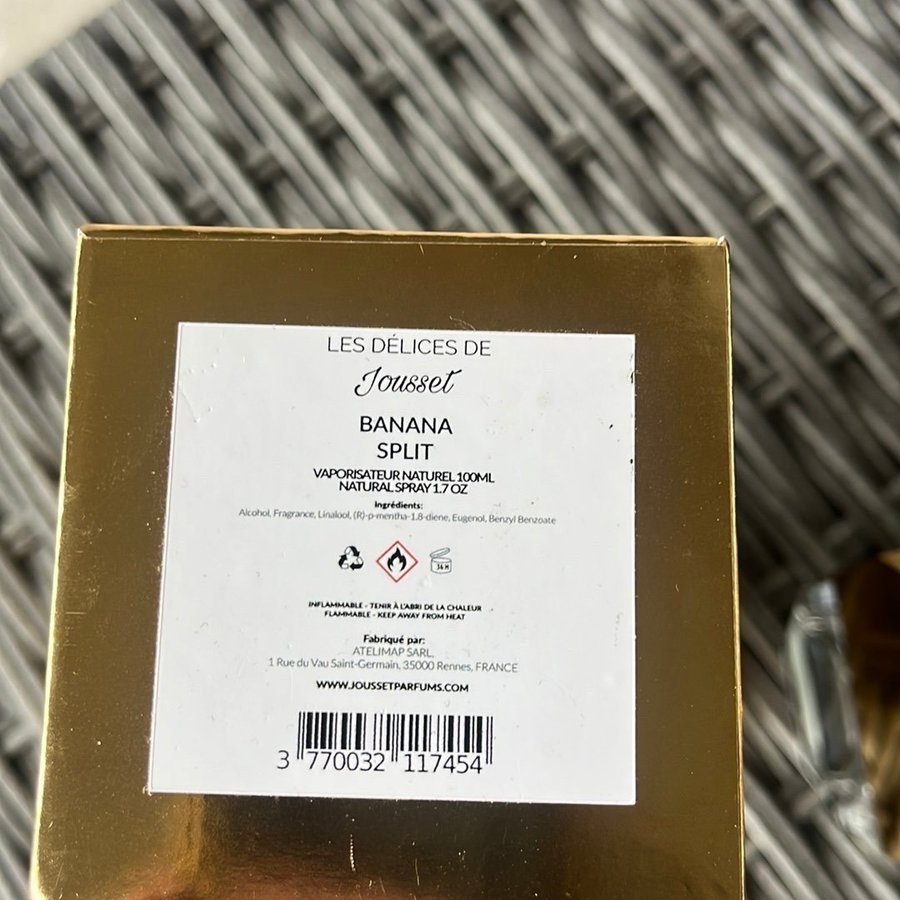 LES DÉLICES DE
Jousset
BANANA
SPLIT
VAPORISATEUR NATUREL 100ML
NATURAL SPRAY 1.7 OZ
Ingrédients:
Alcohol, Fragrance, Linalool, (R)-p-mentha-1.8-diene, Eugenol, Benzyl Benzoate
36 M
INFLAMMABLE - TENIR À L'ABRI DE LA CHALEUR
FLAMMABLE - KEEP AWAY FROM HEAT
Fabriqué par:
ATELIMAP SARL,
1 Rue du Vau Saint-Germain, 35000 Rennes, FRANCE
WWW.JOUSSETPARFUMS.COM
3 770032 117454